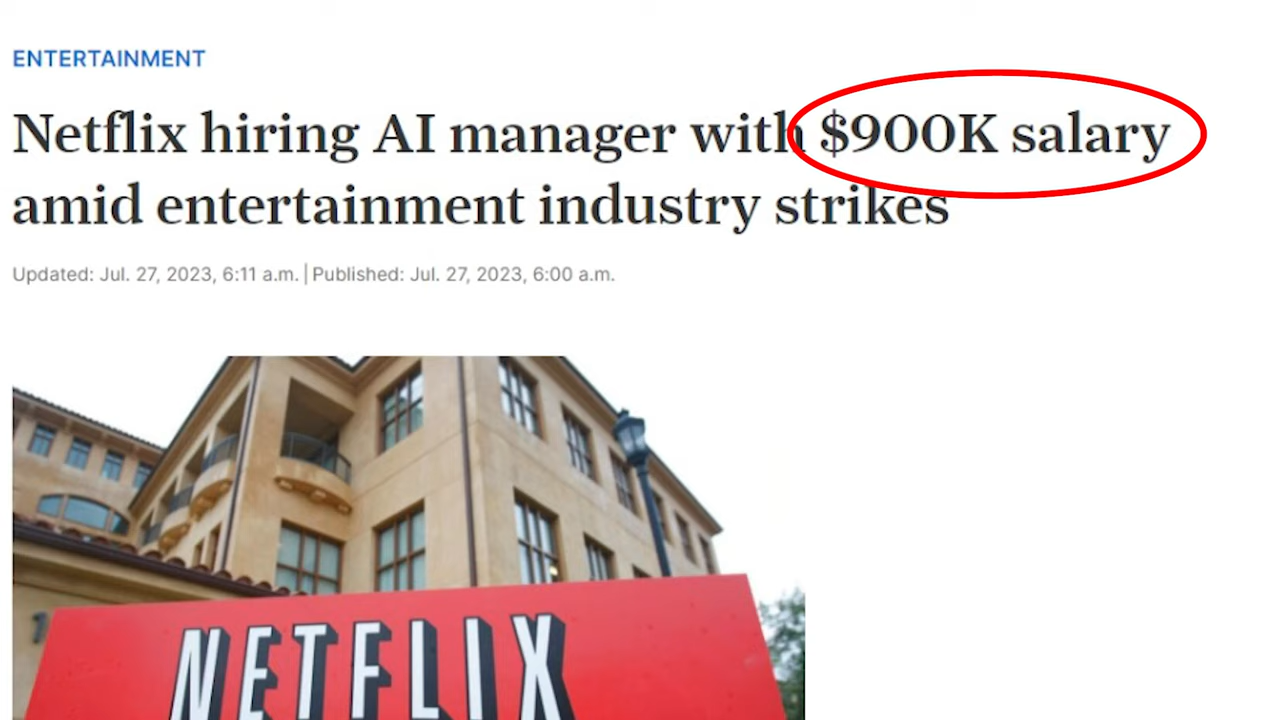 ENTERTAINMENT
Netflix hiring AI manager with $900K salary
amid entertainment industry strikes
Updated: Jul. 27, 2023, 6:11 a.m. | Published: Jul. 27, 2023, 6:00 a.m.
NETFLIX